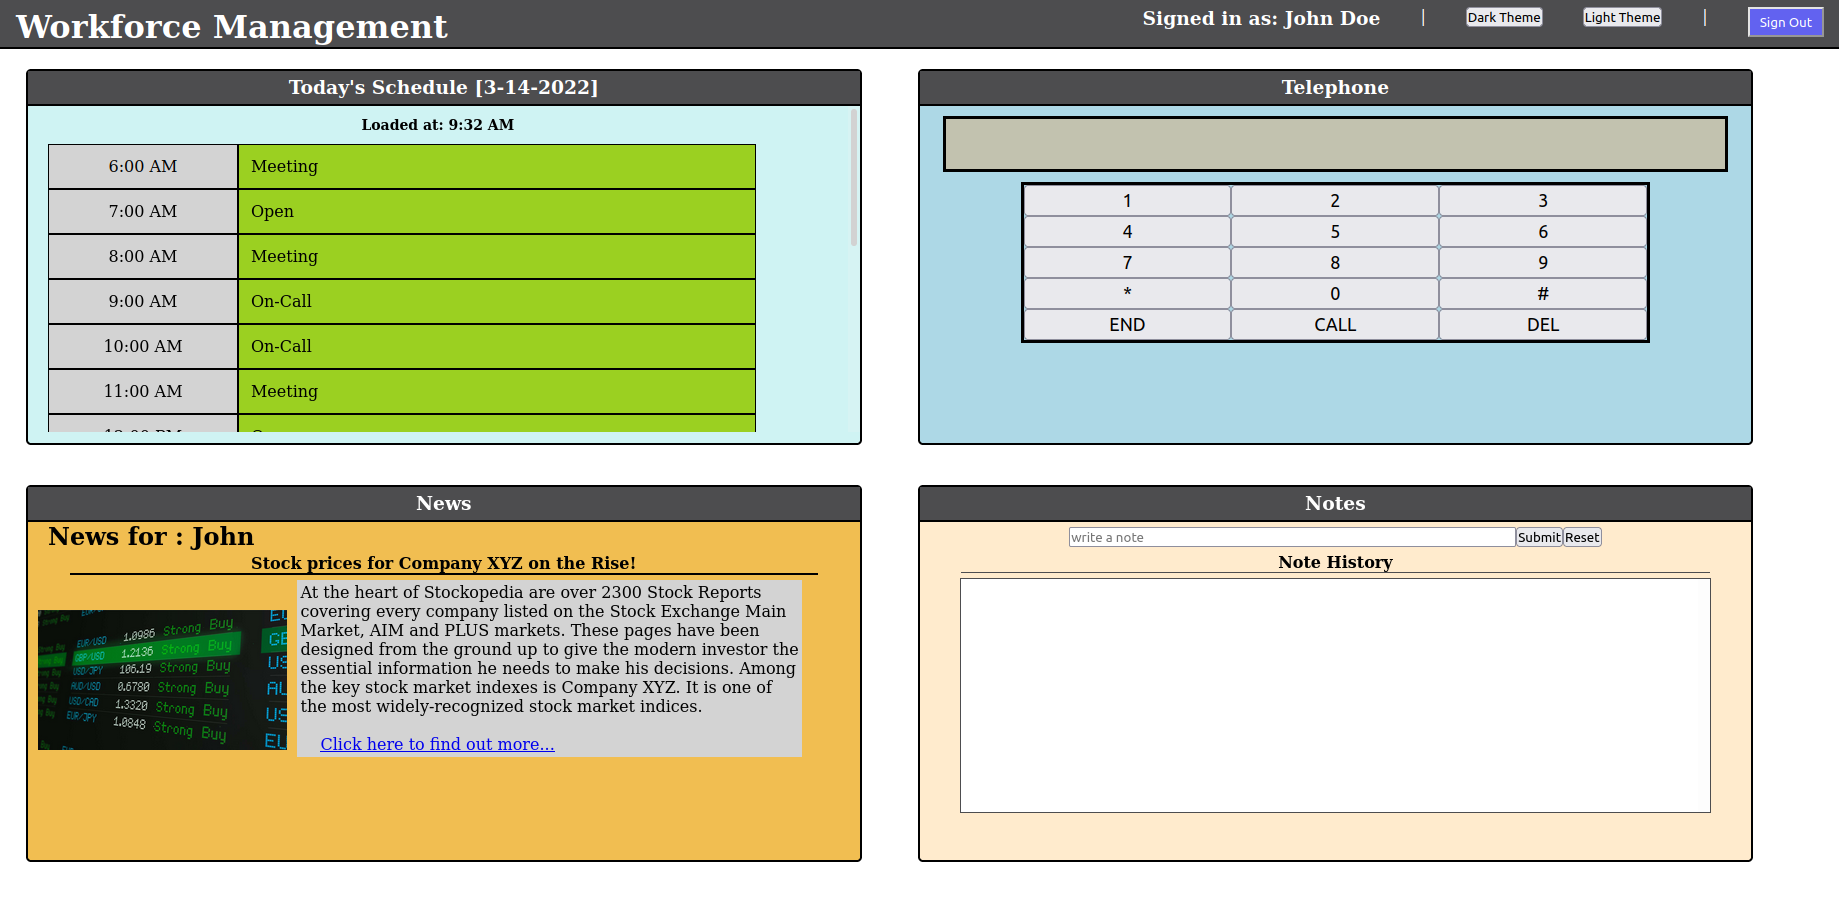 Workforce Management
Signed in as: John Doe | Dark Theme Light Theme | Sign Out
Today's Schedule [3-14-2022]
Loaded at: 9:32 AM
6:00 AM Meeting
7:00 AM Open
8:00 AM Meeting
9:00 AM On-Call
10:00 AM On-Call
11:00 AM Meeting
Telephone
1 2 3
4 5 6
7 8 9
* 0 #
END CALL DEL
News
News for : John
Stock prices for Company XYZ on the Rise!
EUR/USD 1.0986 Strong Buy
GBP/USD 1.2136 Strong Buy
USD/JPY 106.19 Strong Buy
AUD/USD 0.6780 Strong Buy
USD/CAD 1.3320 Strong Buy
EUR/JPY 1.0848 Strong Buy
At the heart of Stockopedia are over 2300 Stock Reports
covering every company listed on the Stock Exchange Main
Market, AIM and PLUS markets. These pages have been
designed from the ground up to give the modern investor the
essential information he needs to make his decisions. Among
the key stock market indexes is Company XYZ. It is one of
the most widely-recognized stock market indices.
Click here to find out more...
Notes
write a note Submit Reset
Note History